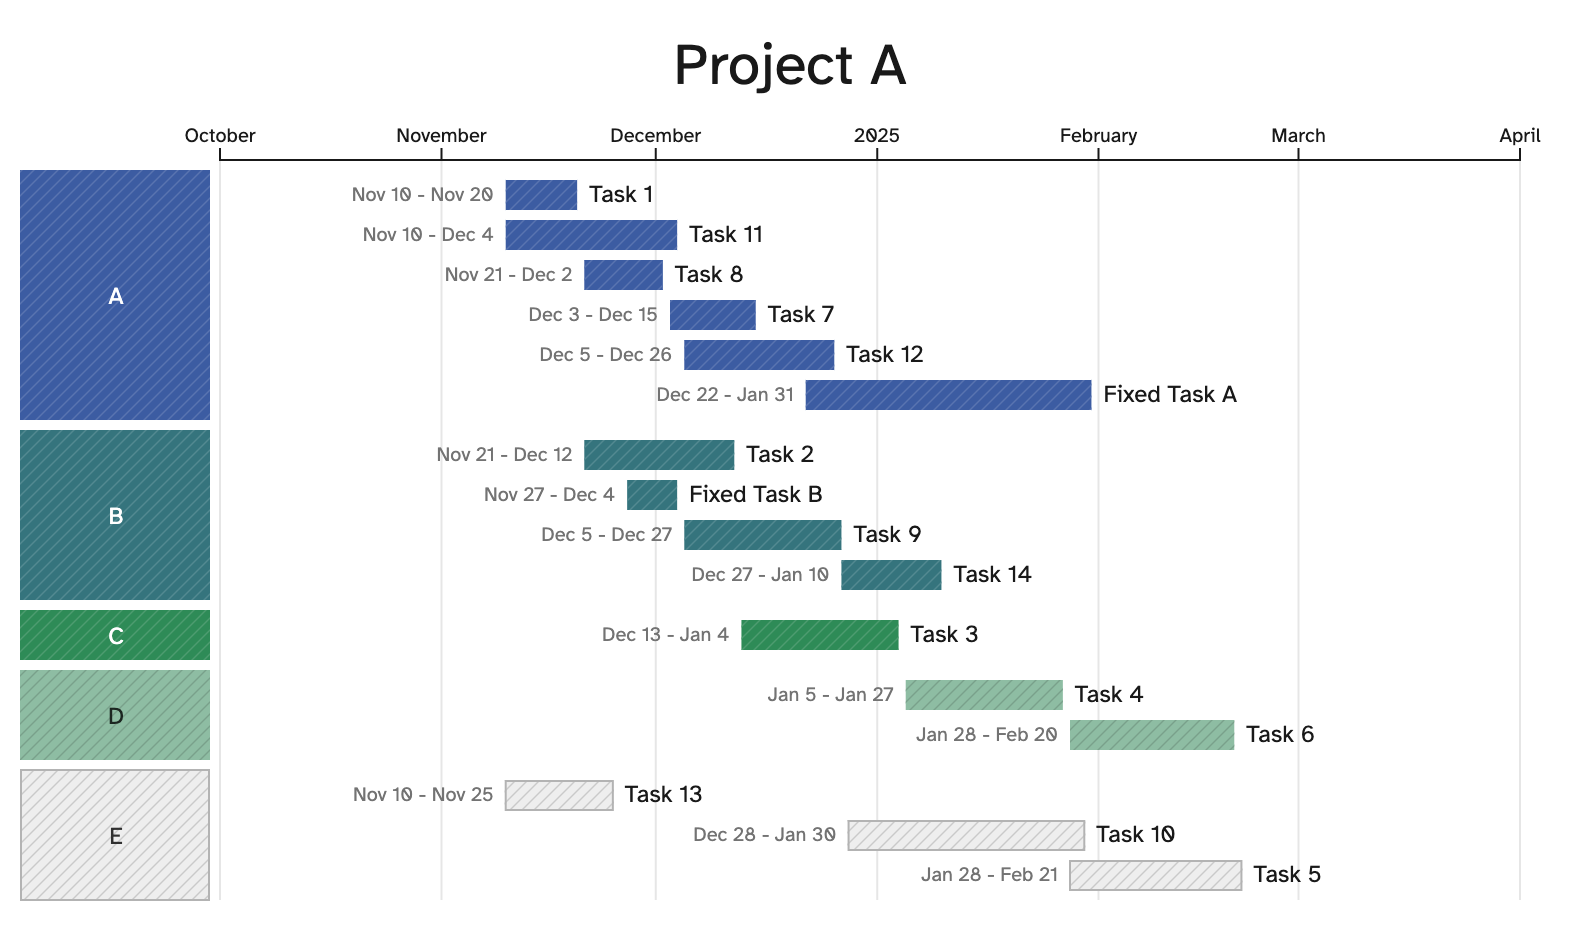 Project A
October November December 2025 February March April
A
Nov 10 - Nov 20 Task 1
Nov 10 - Dec 4 Task 11
Nov 21 - Dec 2 Task 8
Dec 3 - Dec 15 Task 7
Dec 5 - Dec 26 Task 12
Dec 22 - Jan 31 Fixed Task A
B
Nov 21 - Dec 12 Task 2
Nov 27 - Dec 4 Fixed Task B
Dec 5 - Dec 27 Task 9
Dec 27 - Jan 10 Task 14
C
Dec 13 - Jan 4 Task 3
D
Jan 5 - Jan 27 Task 4
Jan 28 - Feb 20 Task 6
E
Nov 10 - Nov 25 Task 13
Dec 28 - Jan 30 Task 10
Jan 28 - Feb 21 Task 5